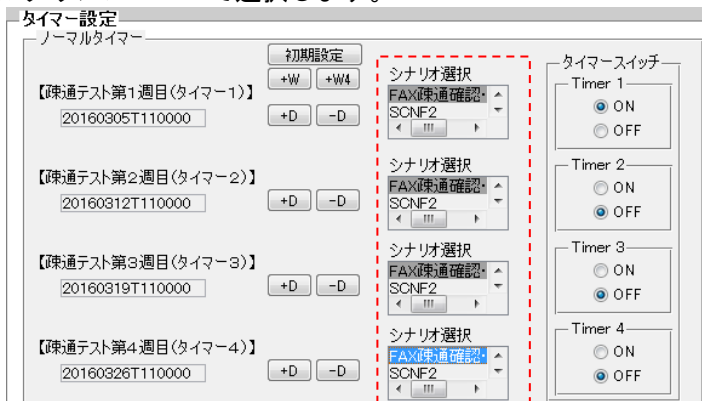 で選択します。
タイマー設定
ノーマルタイマー
初期設定
+W +W4
【疎通テスト第1週目(タイマー1)】
20160305T110000
+D -D
シナリオ選択
FAX疎通確認・
SCNF2
タイマースイッチ
Timer 1
ON
OFF
【疎通テスト第2週目(タイマー2)】
20160312T110000
+D -D
シナリオ選択
FAX疎通確認・
SCNF2
Timer 2
ON
OFF
【疎通テスト第3週目(タイマー3)】
20160319T110000
+D -D
シナリオ選択
FAX疎通確認・
SCNF2
Timer 3
ON
OFF
【疎通テスト第4週目(タイマー4)】
20160326T110000
+D -D
シナリオ選択
FAX疎通確認・
SCNF2
Timer 4
ON
OFF